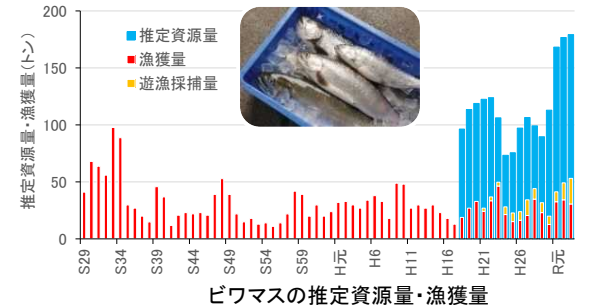 200
150
100
50
0
推定資源量・漁獲量（トン）
推定資源量
漁獲量
遊漁採捕量
S29
S34
S39
S44
S49
S54
S59
H元
H6
H11
H16
H21
H26
R元
ビワマスの推定資源量・漁獲量